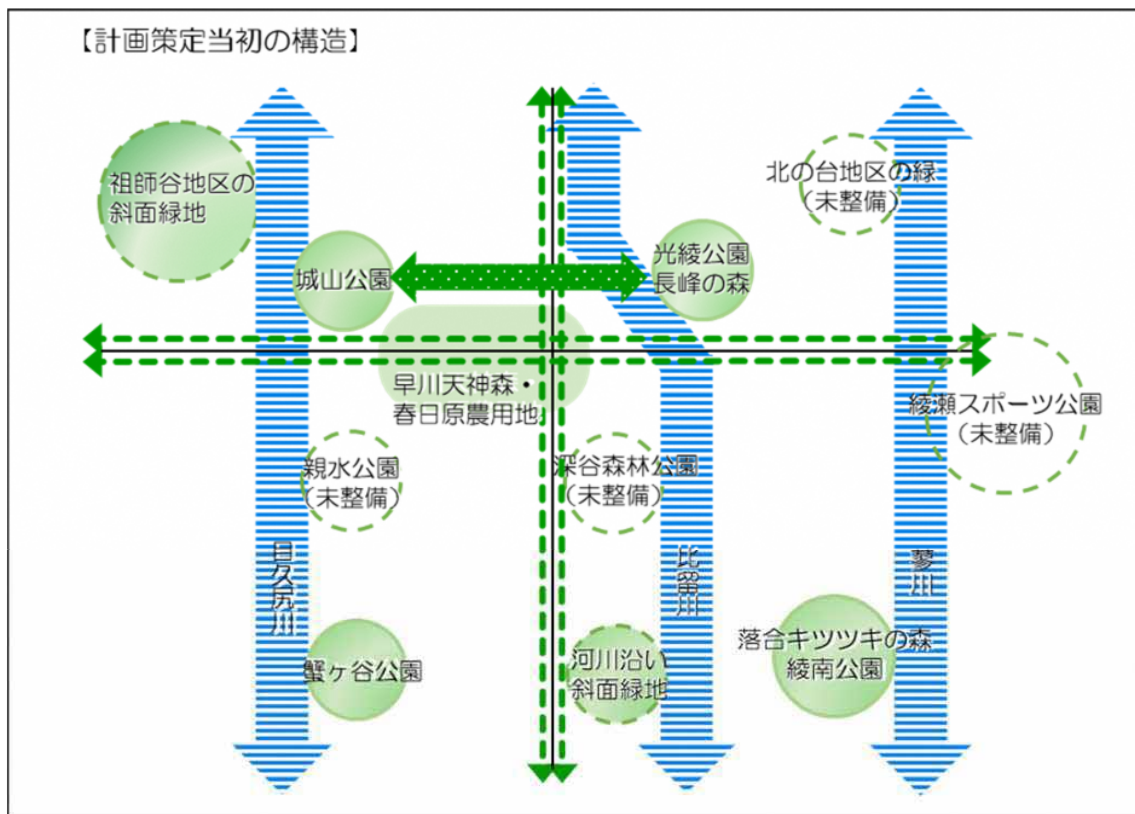 【計画策定当初の構造】
祖師谷地区の
斜面緑地
北の台地区の緑
（未整備）
城山公園
光綾公園
長峰の森
早川天神森・
春日原農用地
綾瀬スポーツ公園
（未整備）
親水公園
（未整備）
深谷森林公園
（未整備）
目久尻川
比留川
蓼川
蟹ヶ谷公園
河川沿い
斜面緑地
落合キツツキの森
綾南公園